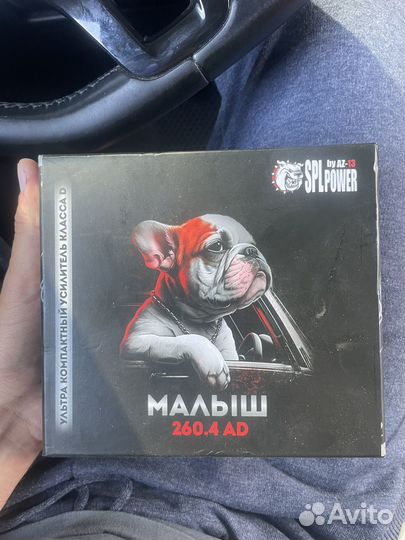 by AZ-13
SPL POWER
УЛЬТРА КОМПАКТНЫЙ УСИЛИТЕЛЬ КЛАССА D
МАЛЫШ
260.4 AD
Avito